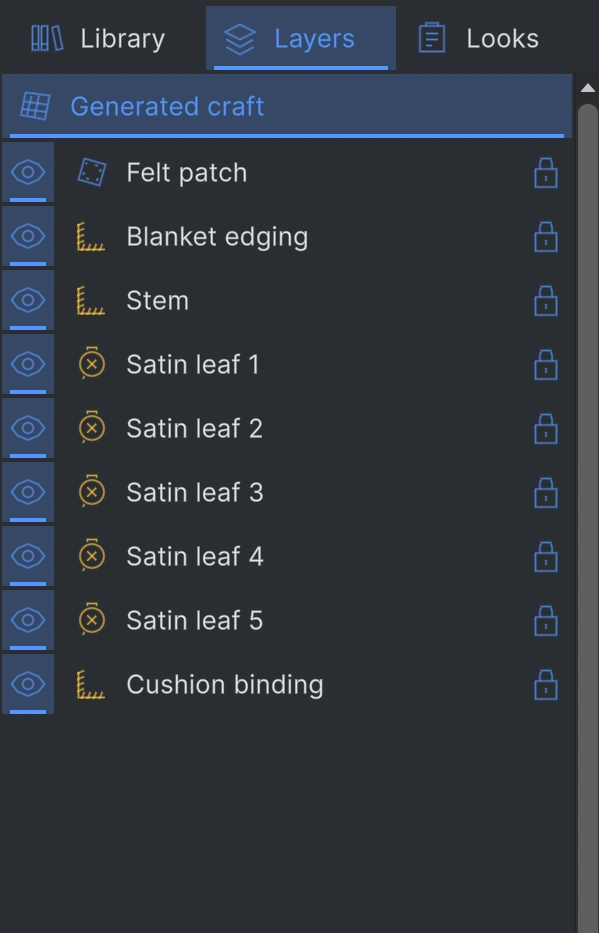 Library Layers Looks
Generated craft
Felt patch
Blanket edging
Stem
Satin leaf 1
Satin leaf 2
Satin leaf 3
Satin leaf 4
Satin leaf 5
Cushion binding